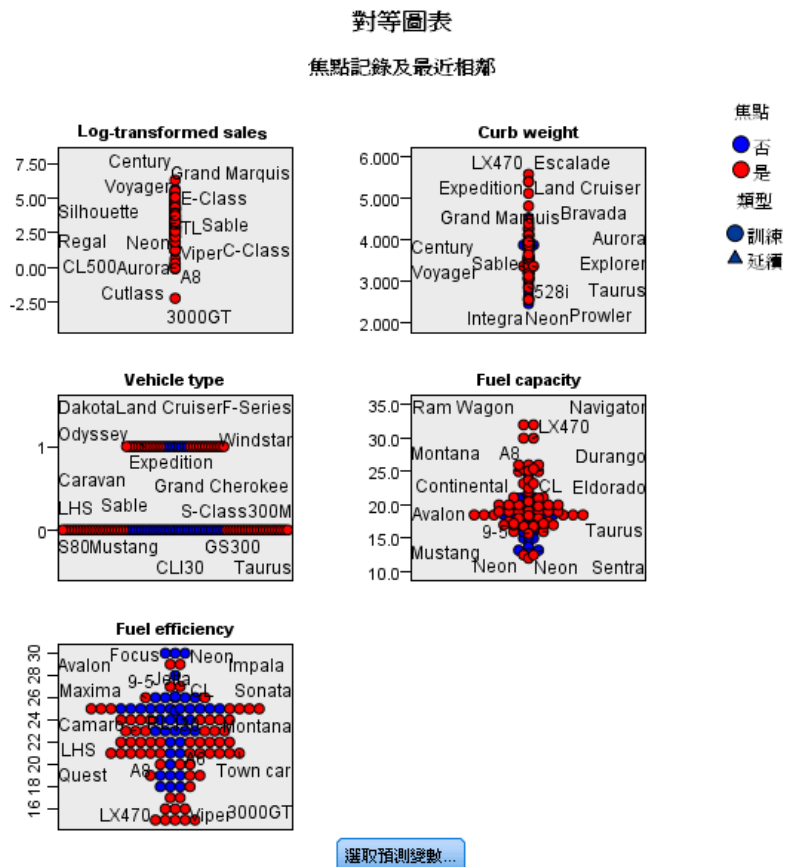 對等圖表
焦點記錄及最近相鄰
焦點
否
是
類型
訓練
延續
Log-transformed sales
7.50
5.00
2.50
0.00
-2.50
Century
Grand Marquis
Voyager
E-Class
Silhouette
TL Sable
Regal
Neon
Viper
C-Class
CL500
Aurora
A8
Cutlass
3000GT
Curb weight
6.000
5.000
4.000
3.000
2.000
LX470
Escalade
Expedition
Land Cruiser
Grand Marquis
Bravada
Century
Aurora
Sable
Explorer
Voyager
528i
Taurus
Integra
Neon
Prowler
Vehicle type
1
0
Dakota
Land Cruiser
F-Series
Odyssey
Windstar
Expedition
Caravan
Grand Cherokee
LHS
Sable
S-Class
300M
S80
Mustang
GS300
CLI30
Taurus
Fuel capacity
35.0
30.0
25.0
20.0
15.0
10.0
Ram Wagon
Navigator
LX470
Montana
A8
Durango
Continental
CL
Eldorado
Avalon
9-5
Taurus
Mustang
Neon
Neon
Sentra
Fuel efficiency
30
28
26
24
22
20
18
16
Focus
Neon
Avalon
Impala
9-5
Jetta
Maxima
CL
Sonata
Camaro
Montana
LHS
A6
Quest
A8
Town car
LX470
Viper
3000GT
選取預測變數...